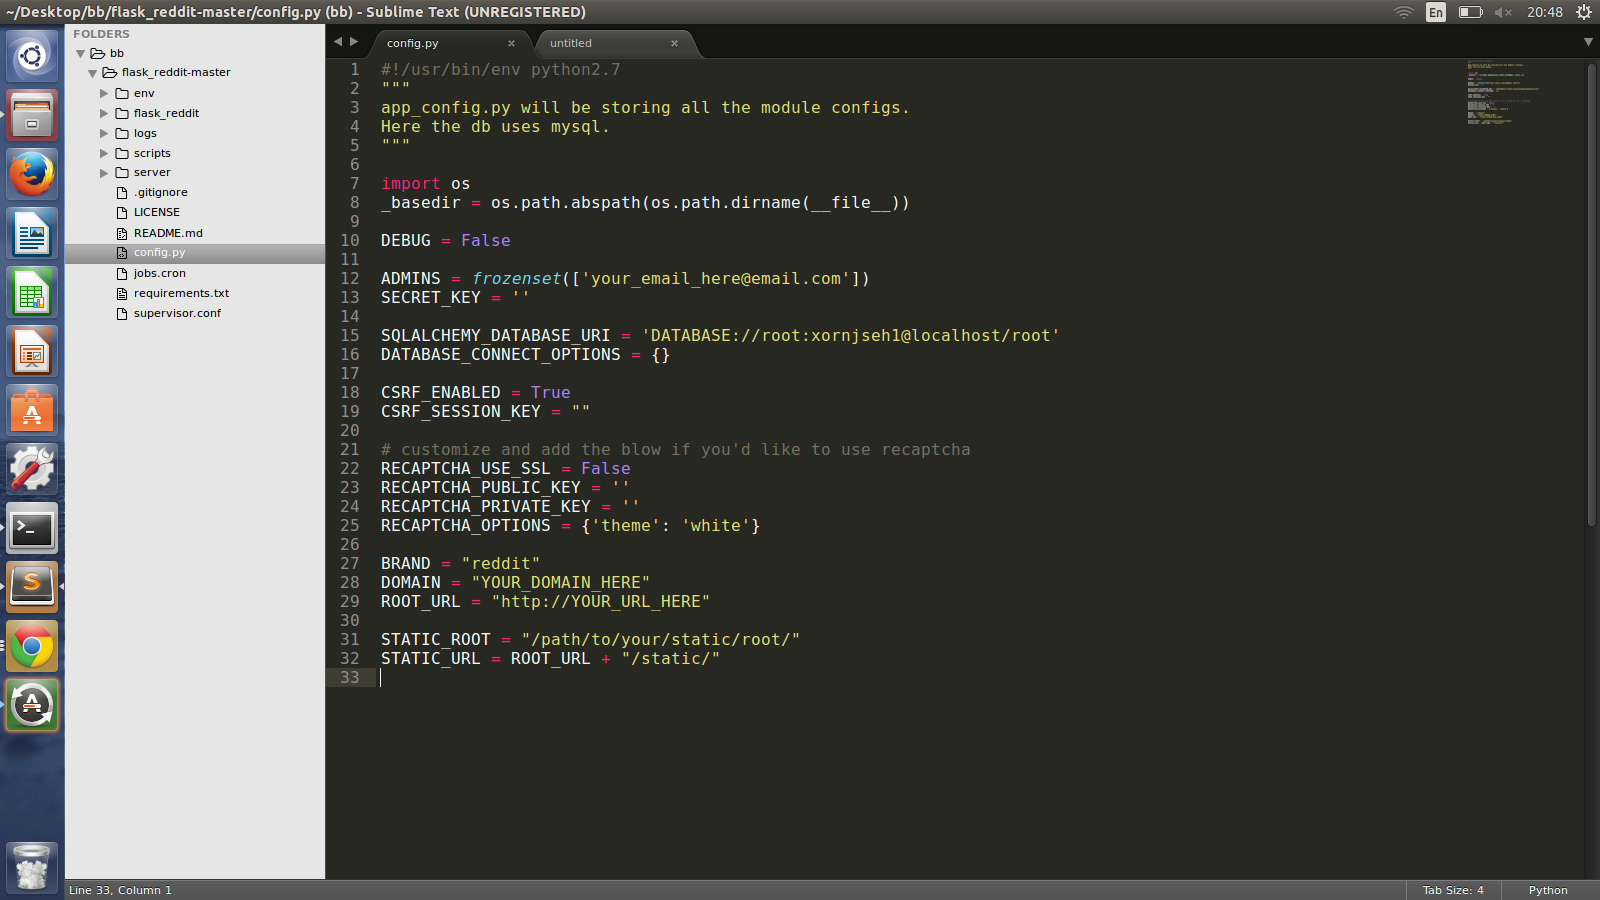 ~/Desktop/bb/flask_reddit-master/config.py (bb) - Sublime Text (UNREGISTERED)
En
20:48
FOLDERS
bb
flask_reddit-master
env
flask_reddit
logs
scripts
server
.gitignore
LICENSE
README.md
config.py
jobs.cron
requirements.txt
supervisor.conf
config.py ×
untitled ×
1 #!/usr/bin/env python2.7
2 """
3 app_config.py will be storing all the module configs.
4 Here the db uses mysql.
5 """
6
7 import os
8 _basedir = os.path.abspath(os.path.dirname(__file__))
9
10 DEBUG = False
11
12 ADMINS = frozenset(['your_email_here@email.com'])
13 SECRET_KEY = ''
14
15 SQLALCHEMY_DATABASE_URI = 'DATABASE://root:xornjseh1@localhost/root'
16 DATABASE_CONNECT_OPTIONS = {}
17
18 CSRF_ENABLED = True
19 CSRF_SESSION_KEY = ""
20
21 # customize and add the blow if you'd like to use recaptcha
22 RECAPTCHA_USE_SSL = False
23 RECAPTCHA_PUBLIC_KEY = ''
24 RECAPTCHA_PRIVATE_KEY = ''
25 RECAPTCHA_OPTIONS = {'theme': 'white'}
26
27 BRAND = "reddit"
28 DOMAIN = "YOUR_DOMAIN_HERE"
29 ROOT_URL = "http://YOUR_URL_HERE"
30
31 STATIC_ROOT = "/path/to/your/static/root/"
32 STATIC_URL = ROOT_URL + "/static/"
33
Line 33, Column 1
Tab Size: 4
Python